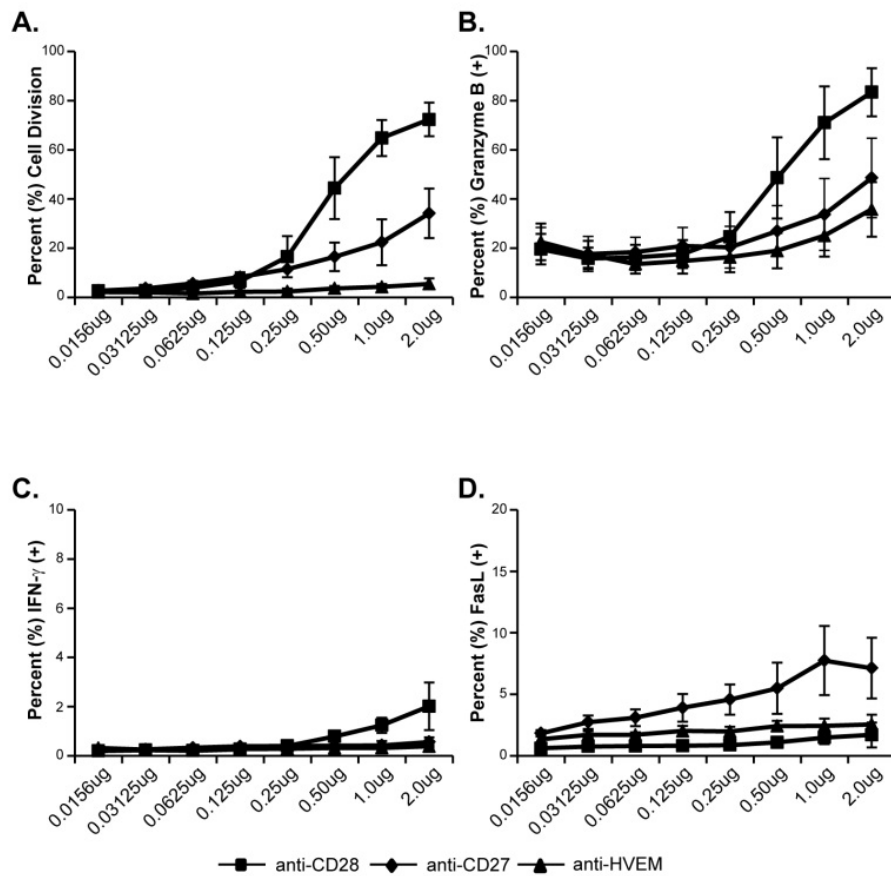 A.
Percent (%) Cell Division
100
80
60
40
20
0
0.0156ug
0.03125ug
0.0625ug
0.125ug
0.25ug
0.50ug
1.0ug
2.0ug
B.
Percent (%) Granzyme B (+)
100
80
60
40
20
0
0.0156ug
0.03125ug
0.0625ug
0.125ug
0.25ug
0.50ug
1.0ug
2.0ug
C.
Percent (%) IFN-γ (+)
10
8
6
4
2
0
0.0156ug
0.03125ug
0.0625ug
0.125ug
0.25ug
0.50ug
1.0ug
2.0ug
D.
Percent (%) FasL (+)
20
15
10
5
0
0.0156ug
0.03125ug
0.0625ug
0.125ug
0.25ug
0.50ug
1.0ug
2.0ug
anti-CD28 anti-CD27 anti-HVEM